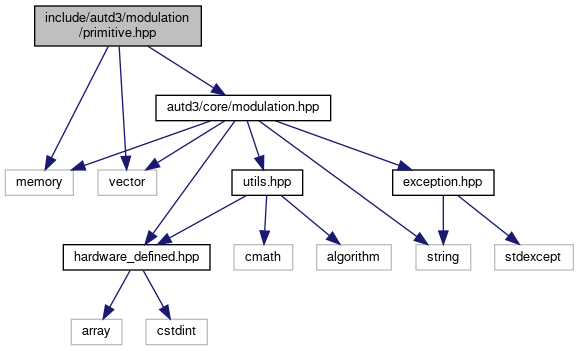 include/autd3/modulation
/primitive.hpp
autd3/core/modulation.hpp
memory
vector
utils.hpp
exception.hpp
hardware_defined.hpp
cmath
algorithm
string
stdexcept
array
cstdint